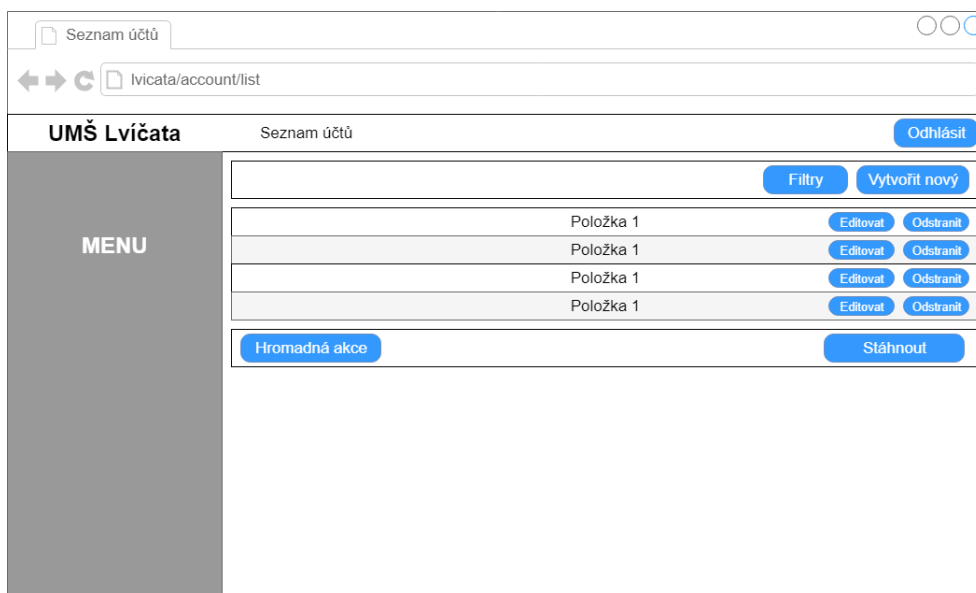 Seznam účtů
lvicata/account/list
UMŠ Lvíčata Seznam účtů Odhlásit
Filtry Vytvořit nový
MENU
Položka 1 Editovat Odstranit
Položka 1 Editovat Odstranit
Položka 1 Editovat Odstranit
Položka 1 Editovat Odstranit
Hromadná akce Stáhnout